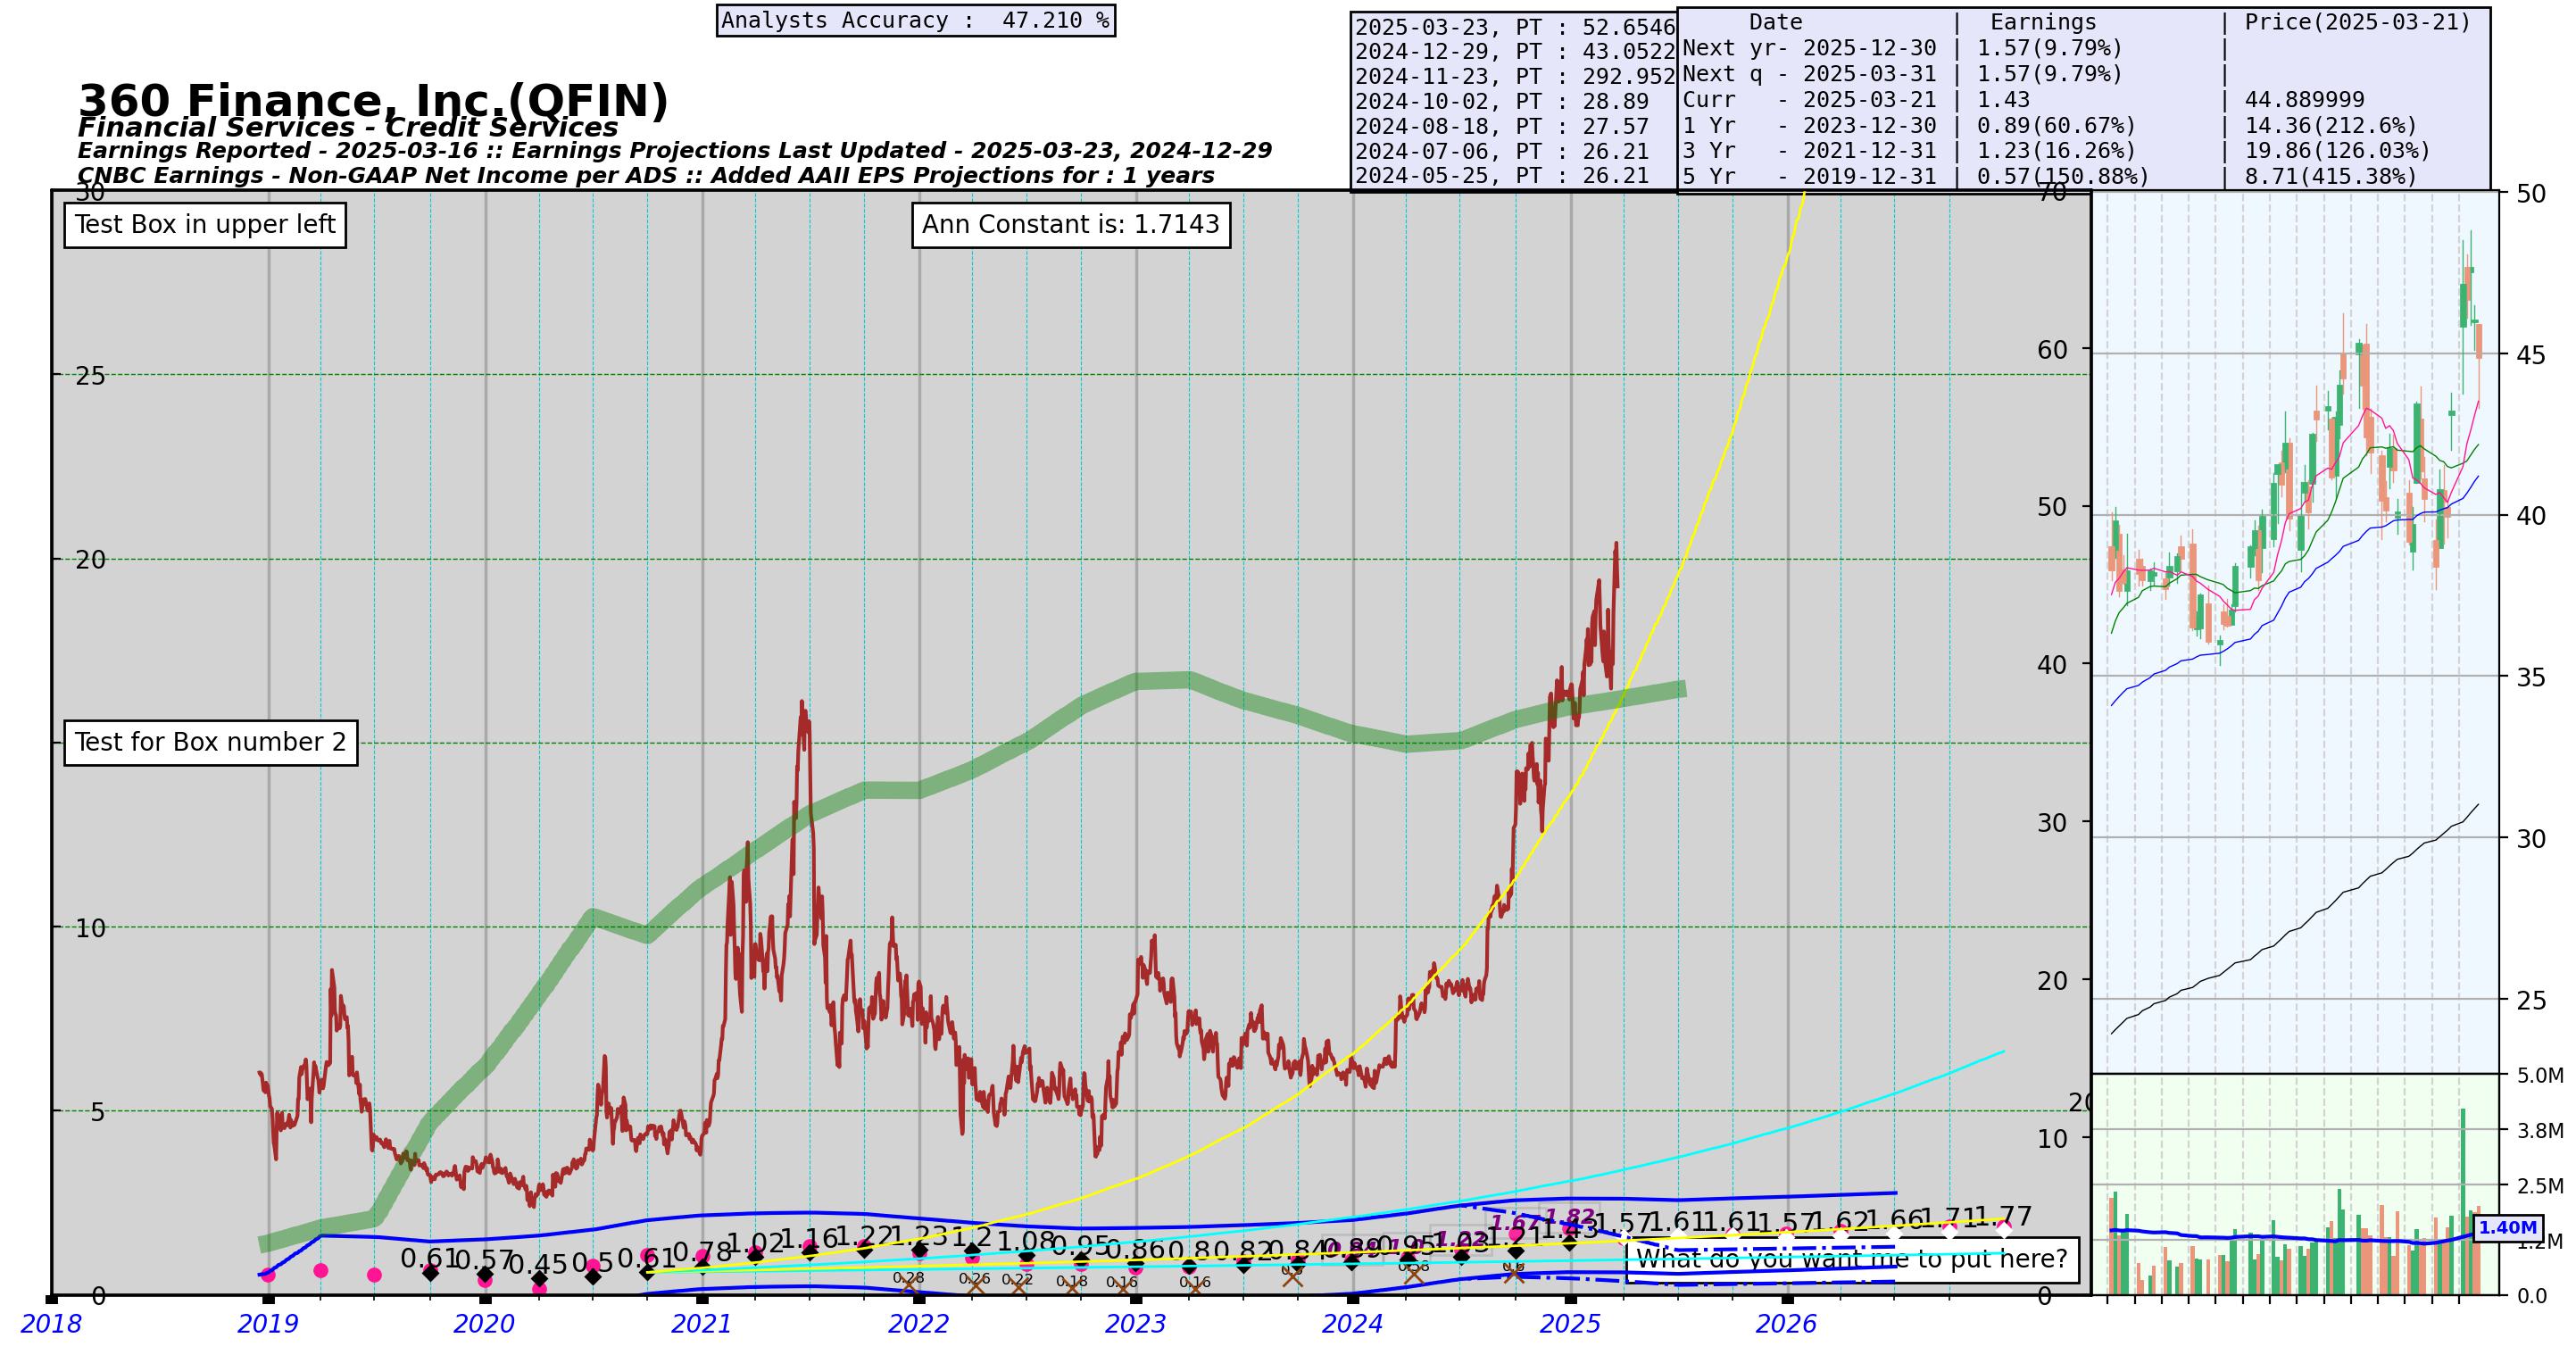 Analysts Accuracy :  47.210 %
2025-03-23, PT : 52.6546
2024-12-29, PT : 43.0522
2024-11-23, PT : 292.952
2024-10-02, PT : 28.89
2024-08-18, PT : 27.57
2024-07-06, PT : 26.21
2024-05-25, PT : 26.21
Date | Earnings | Price(2025-03-21)
Next yr- 2025-12-30 | 1.57(9.79%) |
Next q - 2025-03-31 | 1.57(9.79%) |
Curr - 2025-03-21 | 1.43 | 44.889999
1 Yr - 2023-12-30 | 0.89(60.67%) | 14.36(212.6%)
3 Yr - 2021-12-31 | 1.23(16.26%) | 19.86(126.03%)
5 Yr - 2019-12-31 | 0.57(150.88%) | 8.71(415.38%)
360 Finance, Inc.(QFIN)
Financial Services - Credit Services
Earnings Reported - 2025-03-16 :: Earnings Projections Last Updated - 2025-03-23, 2024-12-29
CNBC Earnings - Non-GAAP Net Income per ADS :: Added AAII EPS Projections for : 1 years
Test Box in upper left
Ann Constant is: 1.7143
Test for Box number 2
What do you want me to put here?
30
25
20
10
5
0
70
60
50
40
30
20
10
0
50
45
40
35
30
25
5.0M
3.8M
2.5M
1.2M
0.0
1.40M
0.61 0.57 0.45 0.5 0.61 0.78 1.02 1.16 1.22 1.23 1.2 1.08 0.95 0.86 0.8 0.82 0.84 1.43 1.57 1.61 1.61 1.57 1.62 1.66 1.71 1.77
1.22 1.67 1.82
0.28 0.26 0.22 0.18 0.16 0.16
2018 2019 2020 2021 2022 2023 2024 2025 2026